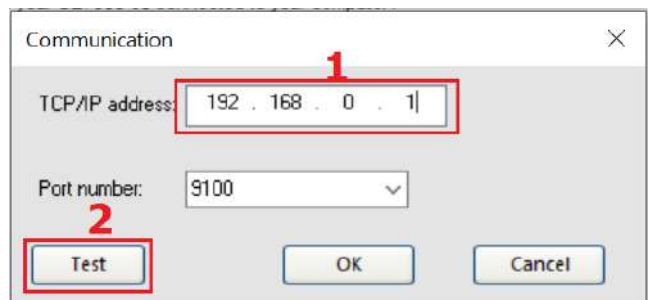 Communication
1
TCP/IP address: 192 . 168 . 0 . 1
Port number: 9100
2
Test OK Cancel